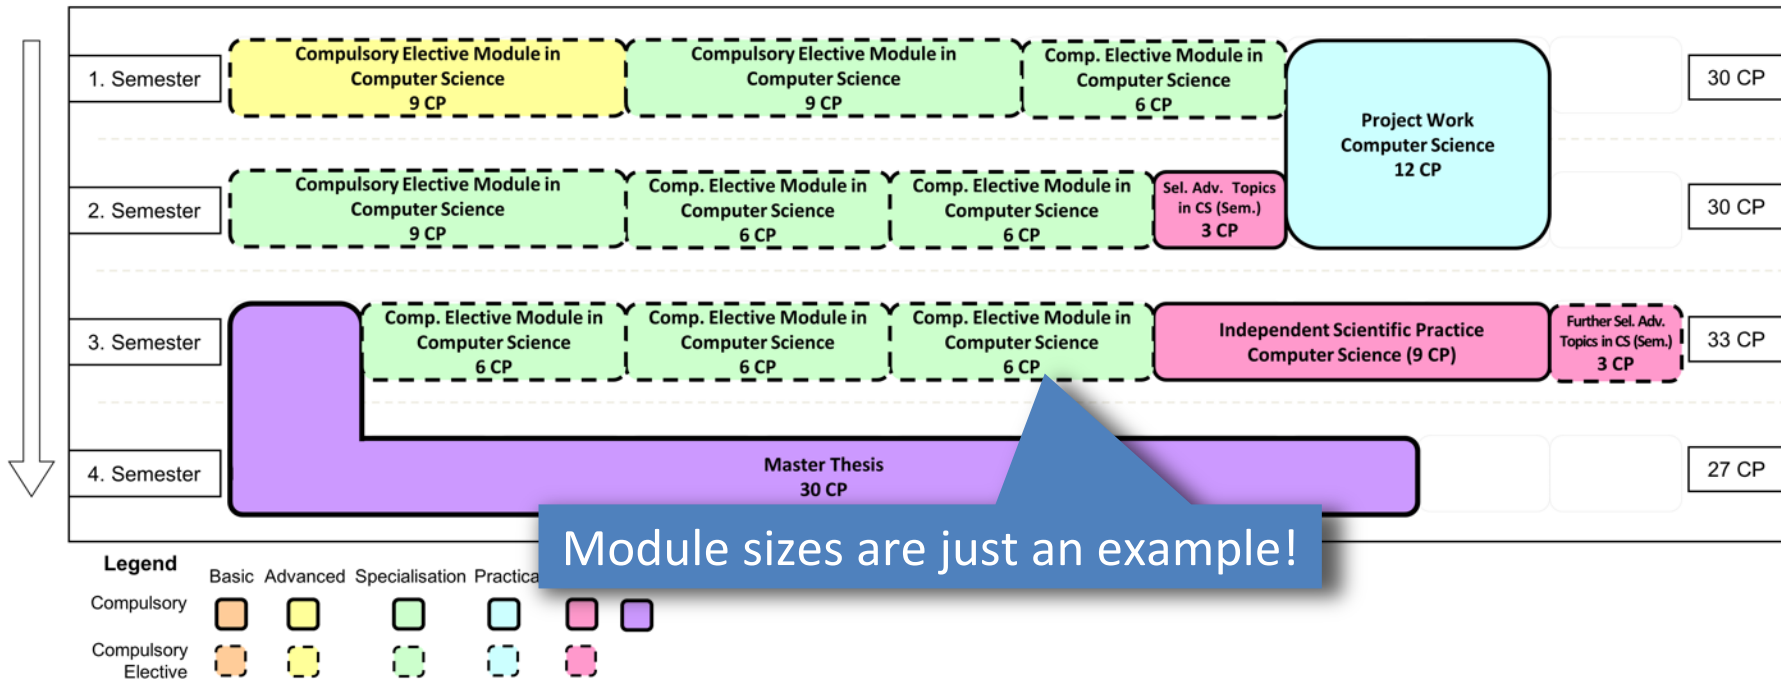 1. Semester
Compulsory Elective Module in
Computer Science
9 CP
Compulsory Elective Module in
Computer Science
9 CP
Comp. Elective Module in
Computer Science
6 CP
Project Work
Computer Science
12 CP
30 CP
2. Semester
Compulsory Elective Module in
Computer Science
9 CP
Comp. Elective Module in
Computer Science
6 CP
Comp. Elective Module in
Computer Science
6 CP
Sel. Adv. Topics
in CS (Sem.)
3 CP
30 CP
3. Semester
Comp. Elective Module in
Computer Science
6 CP
Comp. Elective Module in
Computer Science
6 CP
Comp. Elective Module in
Computer Science
6 CP
Independent Scientific Practice
Computer Science (9 CP)
Further Sel. Adv.
Topics in CS (Sem.)
3 CP
33 CP
4. Semester
Master Thesis
30 CP
27 CP
Module sizes are just an example!
Legend
Basic Advanced Specialisation Practica
Compulsory
Compulsory
Elective